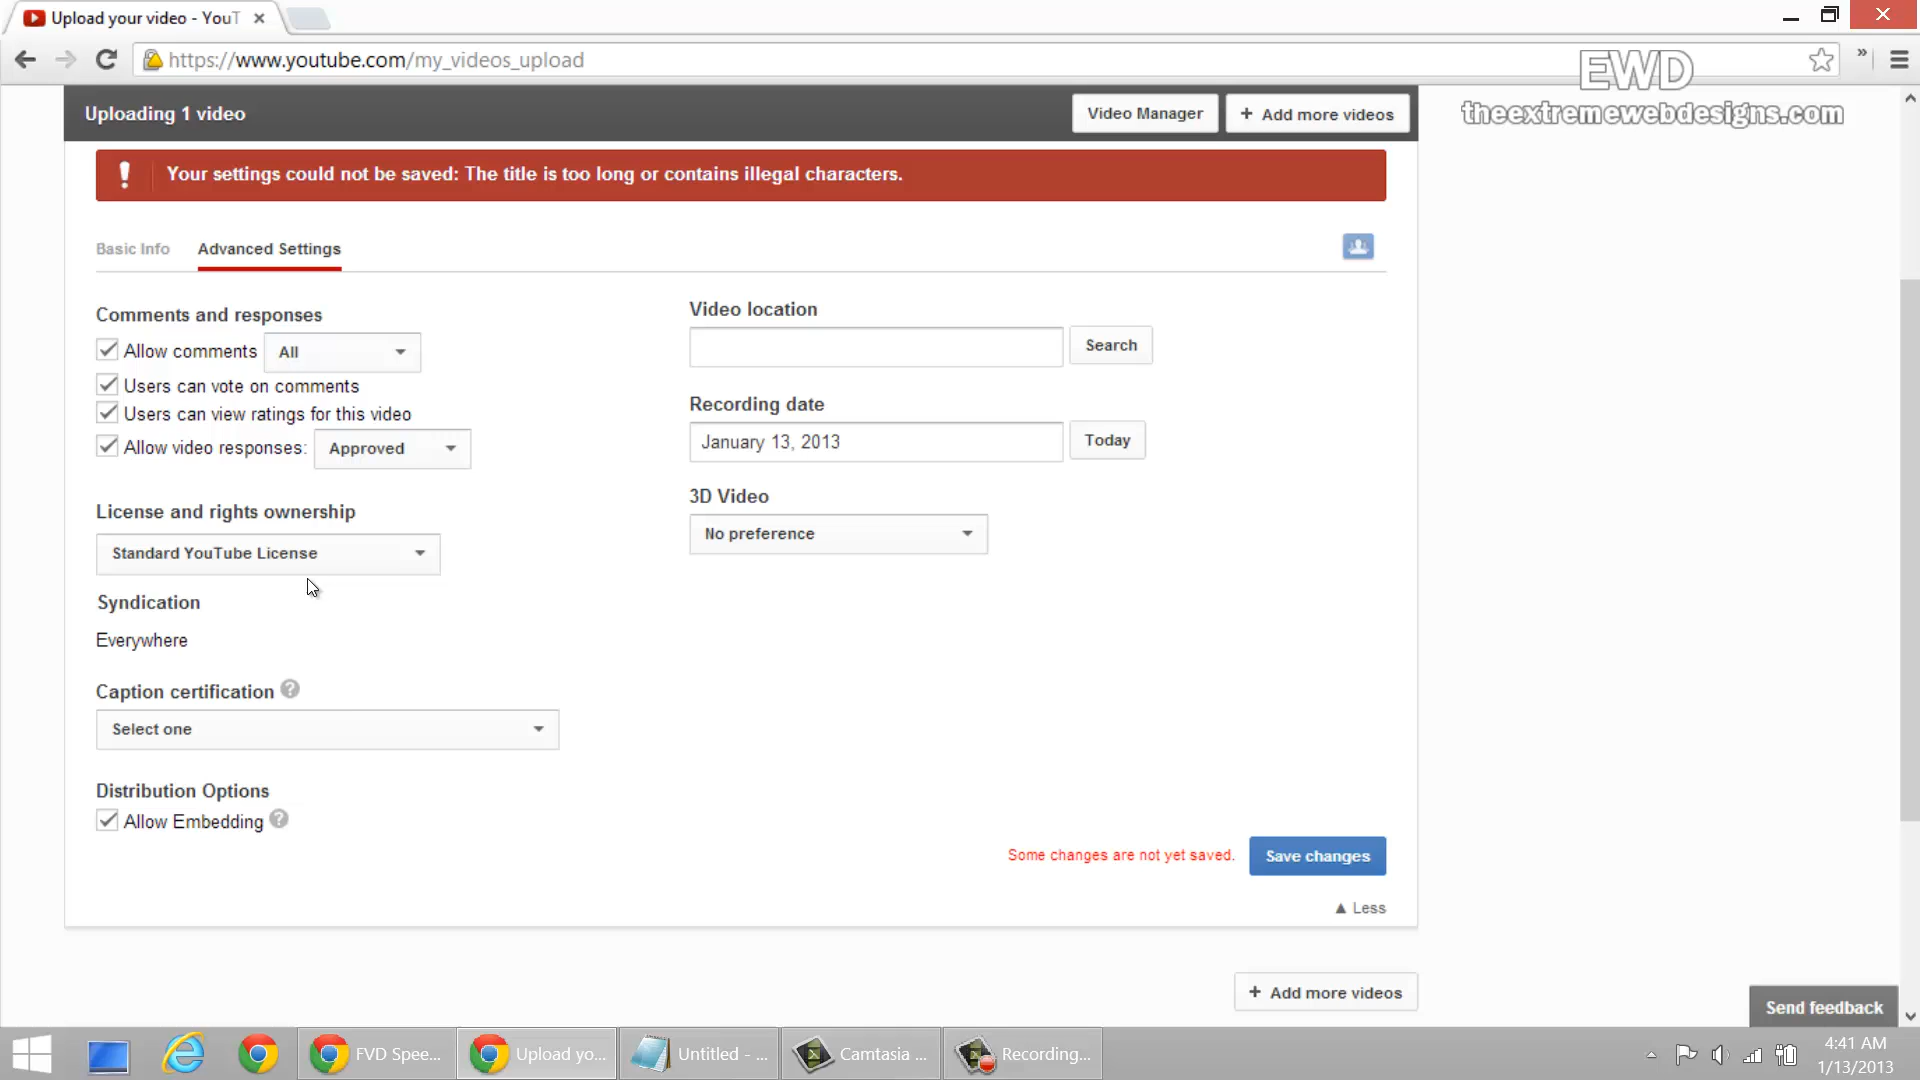 Upload your video - YouT
https://www.youtube.com/my_videos_upload
EWD
theextremewebdesigns.com
Uploading 1 video
Video Manager
+ Add more videos
Your settings could not be saved: The title is too long or contains illegal characters.
Basic Info
Advanced Settings
Comments and responses
Allow comments
All
Users can vote on comments
Users can view ratings for this video
Allow video responses:
Approved
License and rights ownership
Standard YouTube License
Syndication
Everywhere
Caption certification ?
Select one
Distribution Options
Allow Embedding ?
Video location
Search
Recording date
January 13, 2013
Today
3D Video
No preference
Some changes are not yet saved.
Save changes
▲ Less
+ Add more videos
Send feedback
FVD Spee...
Upload yo...
Untitled - ...
Camtasia ...
Recording...
4:41 AM
1/13/2013